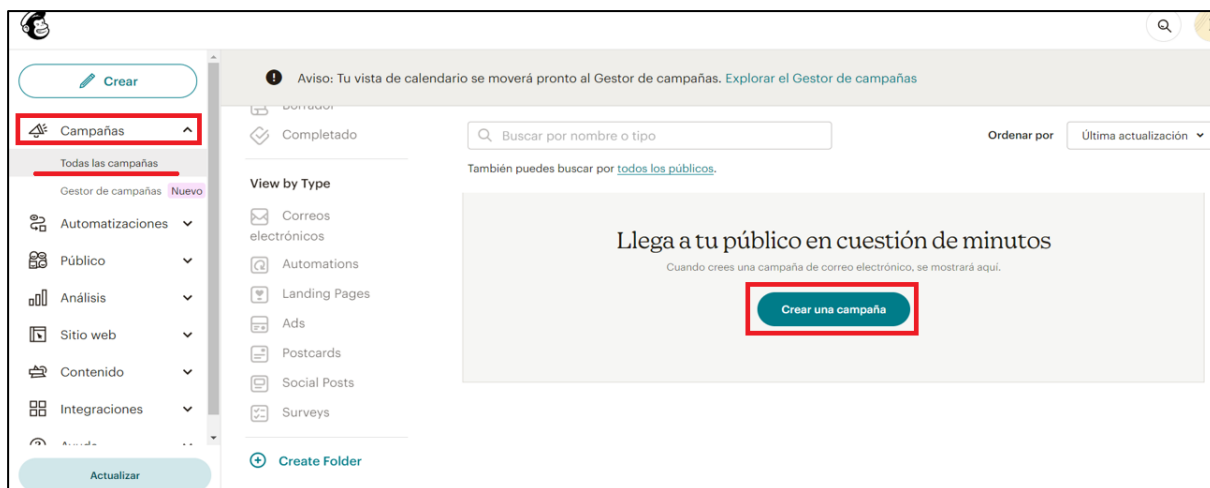 Crear
Campañas
Todas las campañas
Gestor de campañas Nuevo
Automatizaciones
Público
Análisis
Sitio web
Contenido
Integraciones
Ayuda
Actualizar
Aviso: Tu vista de calendario se moverá pronto al Gestor de campañas. Explorar el Gestor de campañas
Borrador
Completado
View by Type
Correos
electrónicos
Automations
Landing Pages
Ads
Postcards
Social Posts
Surveys
Create Folder
Buscar por nombre o tipo
Ordenar por
Última actualización
También puedes buscar por todos los públicos.
Llega a tu público en cuestión de minutos
Cuando crees una campaña de correo electrónico, se mostrará aquí.
Crear una campaña